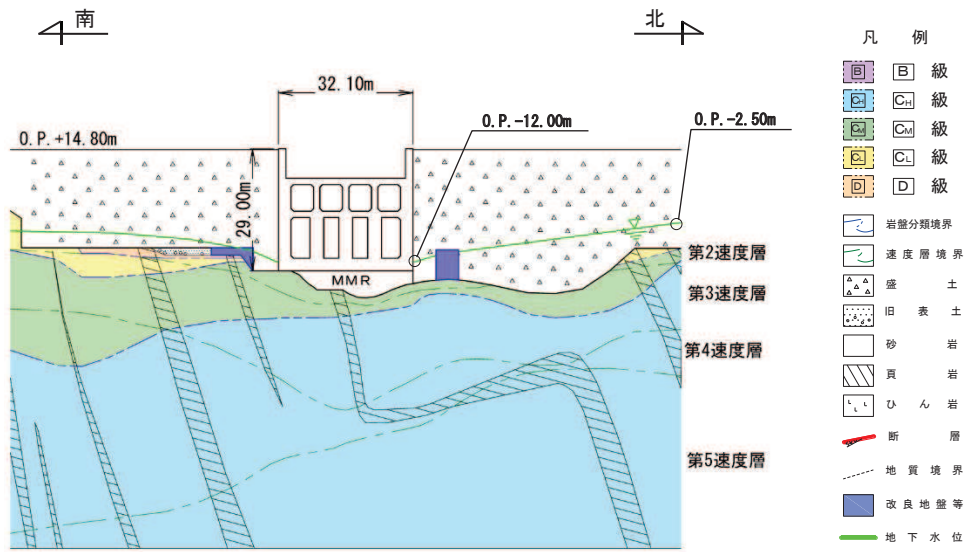 南
北
32.10m
O.P.-12.00m
O.P.-2.50m
O.P.+14.80m
29.00m
MMR
第2速度層
第3速度層
第4速度層
第5速度層
凡 例
B B 級
CH CH 級
CM CM 級
CL CL 級
D D 級
岩盤分類境界
速度層境界
盛土
旧表土
砂岩
頁岩
ひん岩
断層
地質境界
改良地盤等
地下水位